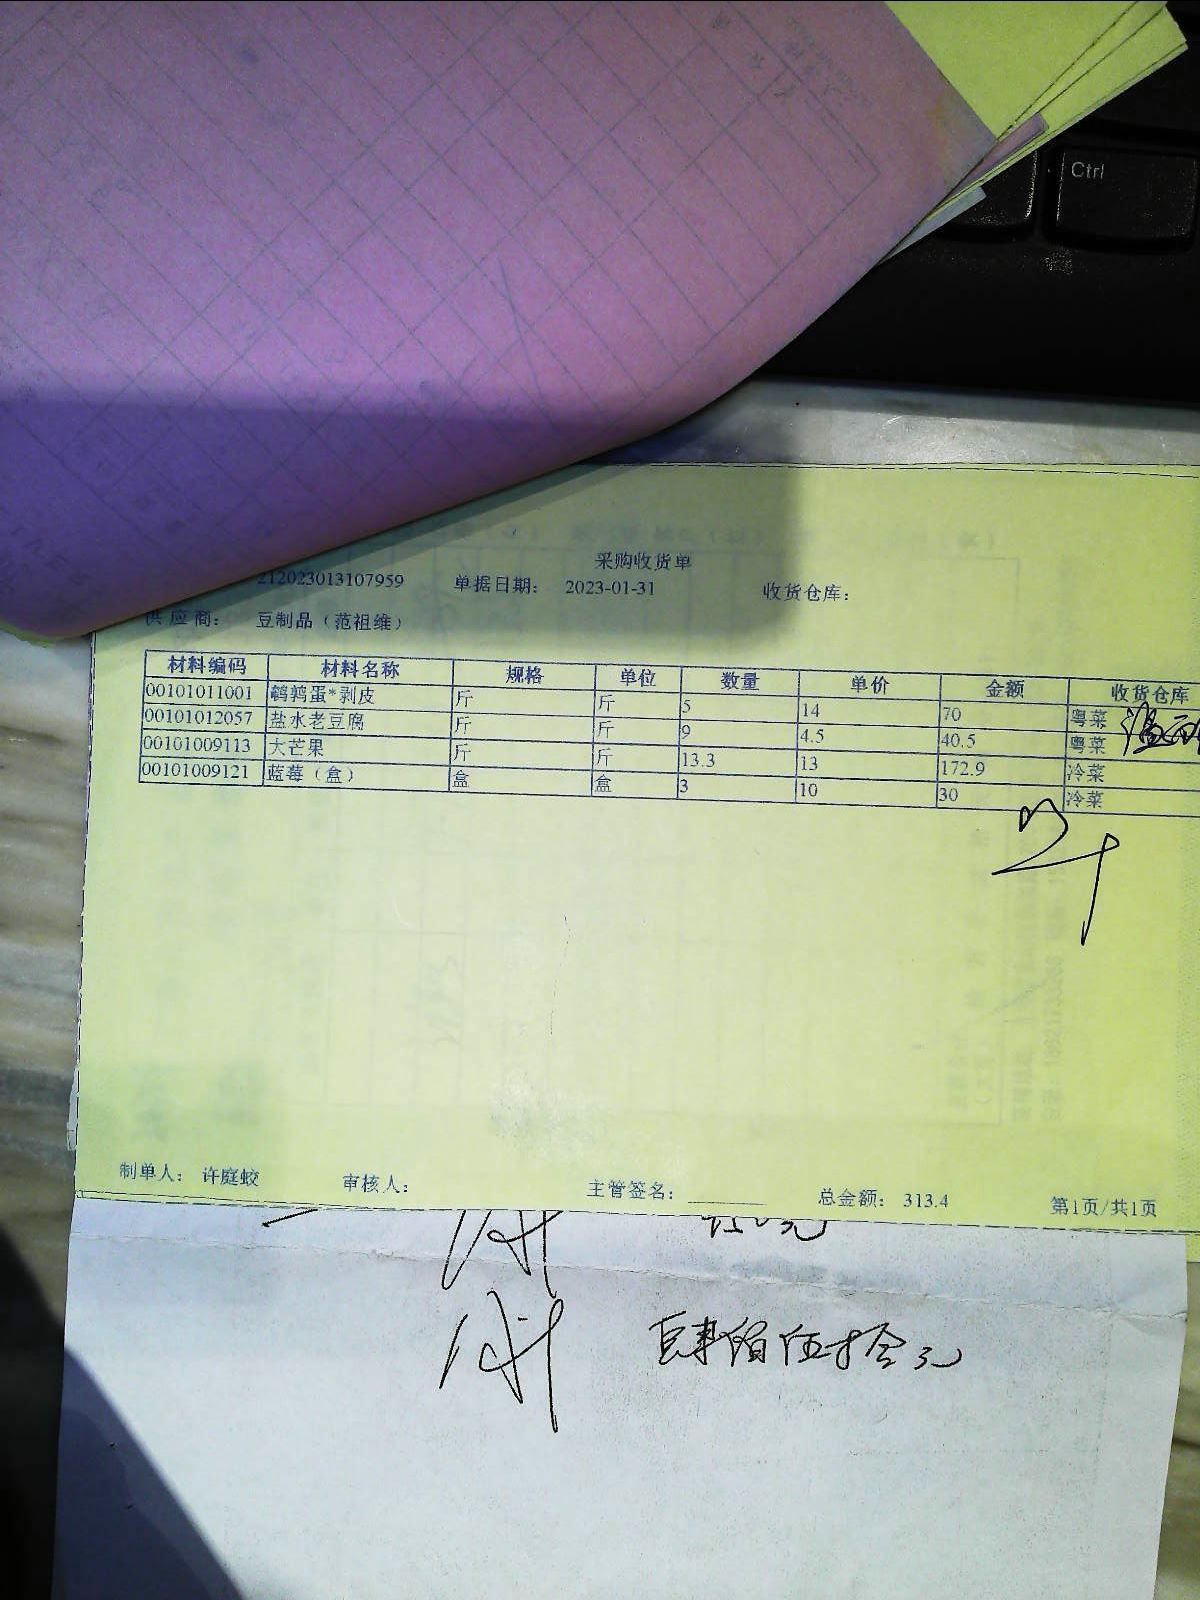 Ctrl
采购收货单
212023013107959 单据日期: 2023-01-31 收货仓库:
供应商: 豆制品（范祖维）
材料编码 材料名称 规格 单位 数量 单价 金额 收货仓库
00101011001 鹌鹑蛋*剥皮 斤 斤 5 14 70 粤菜
00101012057 盐水老豆腐 斤 斤 9 4.5 40.5 粤菜
00101009113 大芒果 斤 斤 13.3 13 172.9 冷菜
00101009121 蓝莓（盒） 盒 盒 3 10 30 冷菜
制单人: 许庭蛟 审核人: 主管签名: 总金额: 313.4 第1页/共1页
肆佰伍拾元